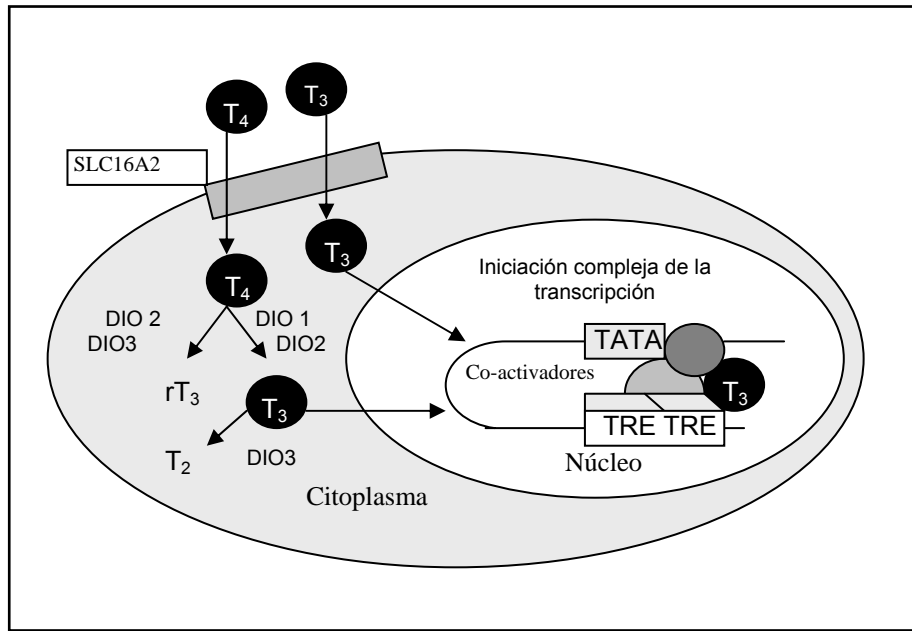 T4
T3
SLC16A2
T3
T4
Iniciación compleja de la
transcripción
DIO 2
DIO3
DIO 1
DIO2
TATA
Co-activadores
T3
rT3
T3
TRE TRE
T2
DIO3
Núcleo
Citoplasma